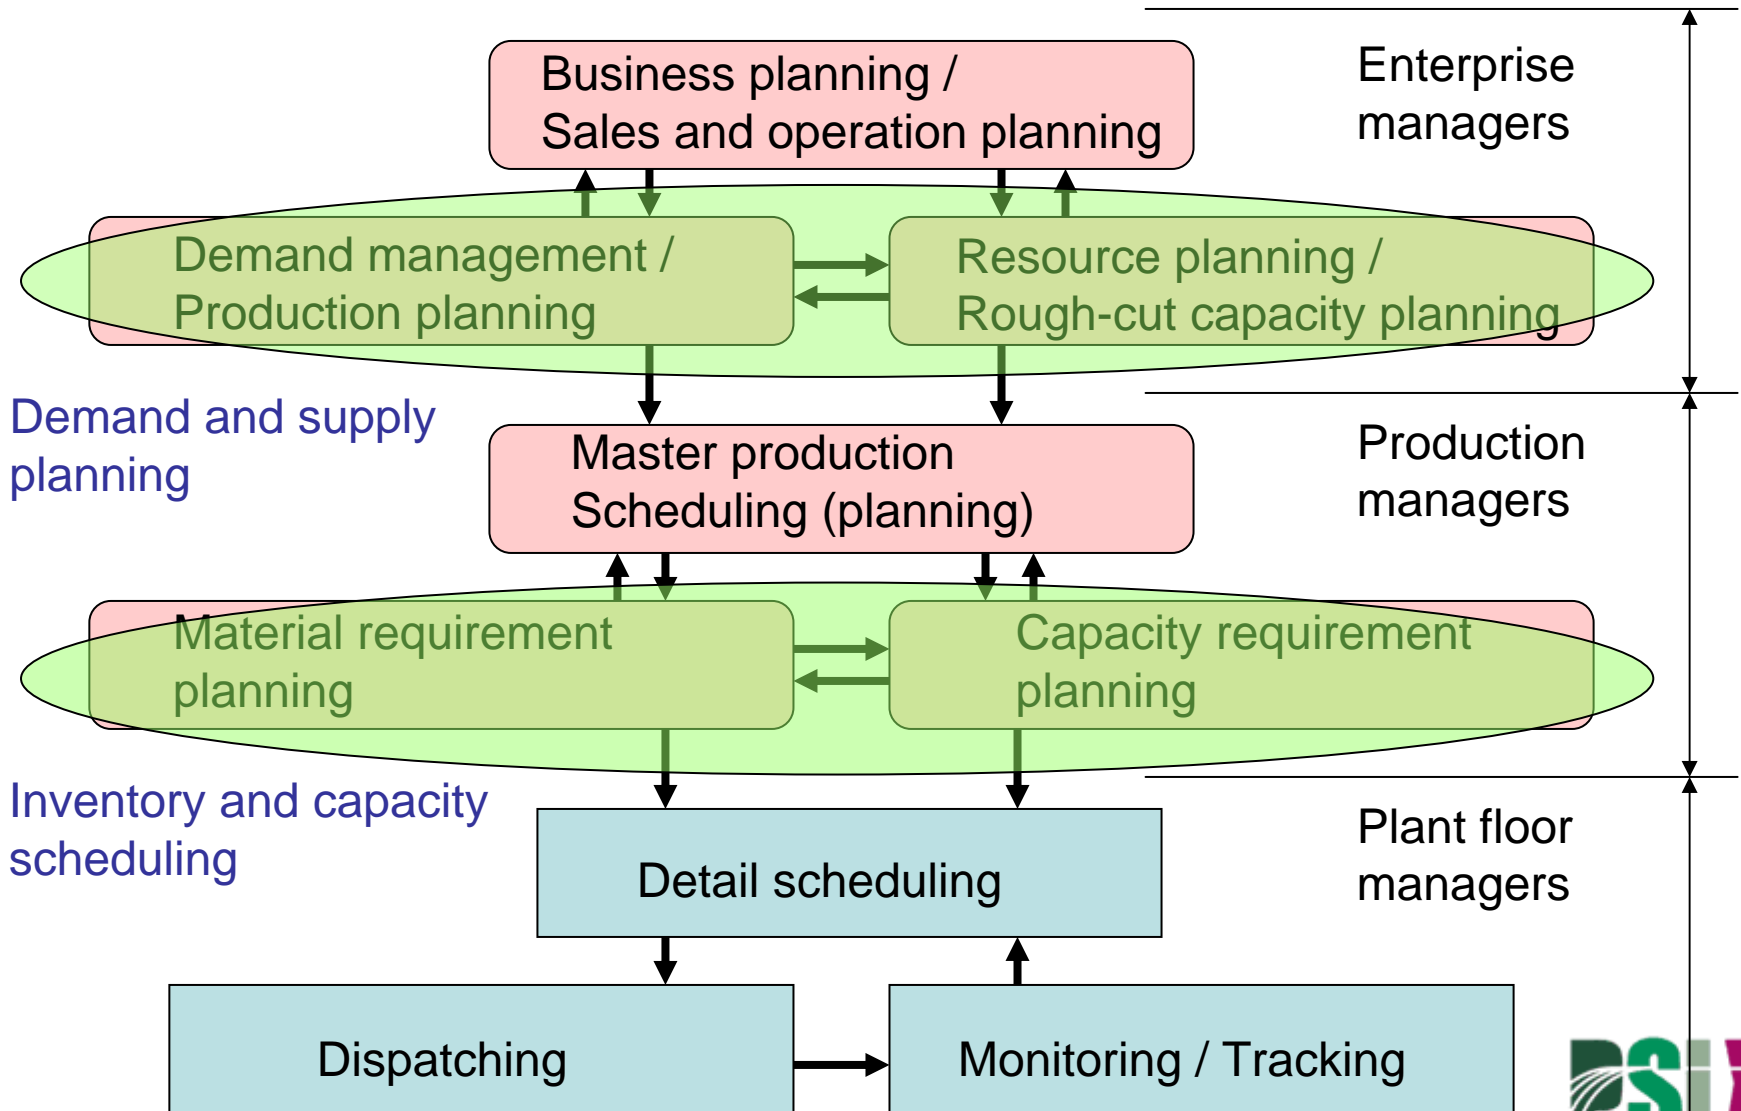 Business planning /
Sales and operation planning
Enterprise
managers
Demand management /
Production planning
Resource planning /
Rough-cut capacity planning
Demand and supply
planning
Master production
Scheduling (planning)
Production
managers
Material requirement
planning
Capacity requirement
planning
Inventory and capacity
scheduling
Detail scheduling
Plant floor
managers
Dispatching
Monitoring / Tracking